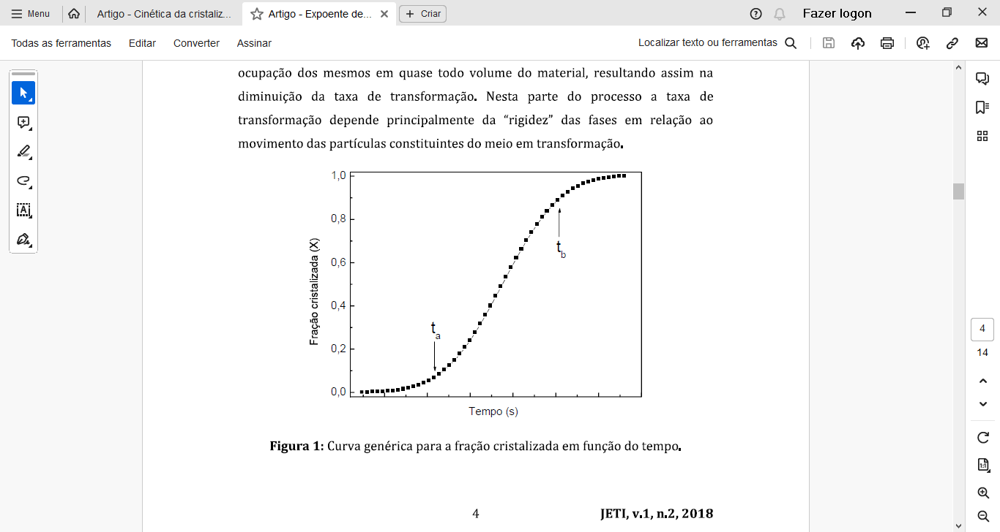 Menu
Artigo - Cinética da cristaliz...
Artigo - Expoente de...
Criar
Fazer logon
Todas as ferramentas
Editar
Converter
Assinar
Localizar texto ou ferramentas
ocupação dos mesmos em quase todo volume do material, resultando assim na
diminuição da taxa de transformação. Nesta parte do processo a taxa de
transformação depende principalmente da “rigidez” das fases em relação ao
movimento das partículas constituintes do meio em transformação.
1,0
0,8
0,6
0,4
0,2
0,0
Fração cristalizada (X)
ta
tb
Tempo (s)
Figura 1: Curva genérica para a fração cristalizada em função do tempo.
4
JETI, v.1, n.2, 2018
4
14
1:1